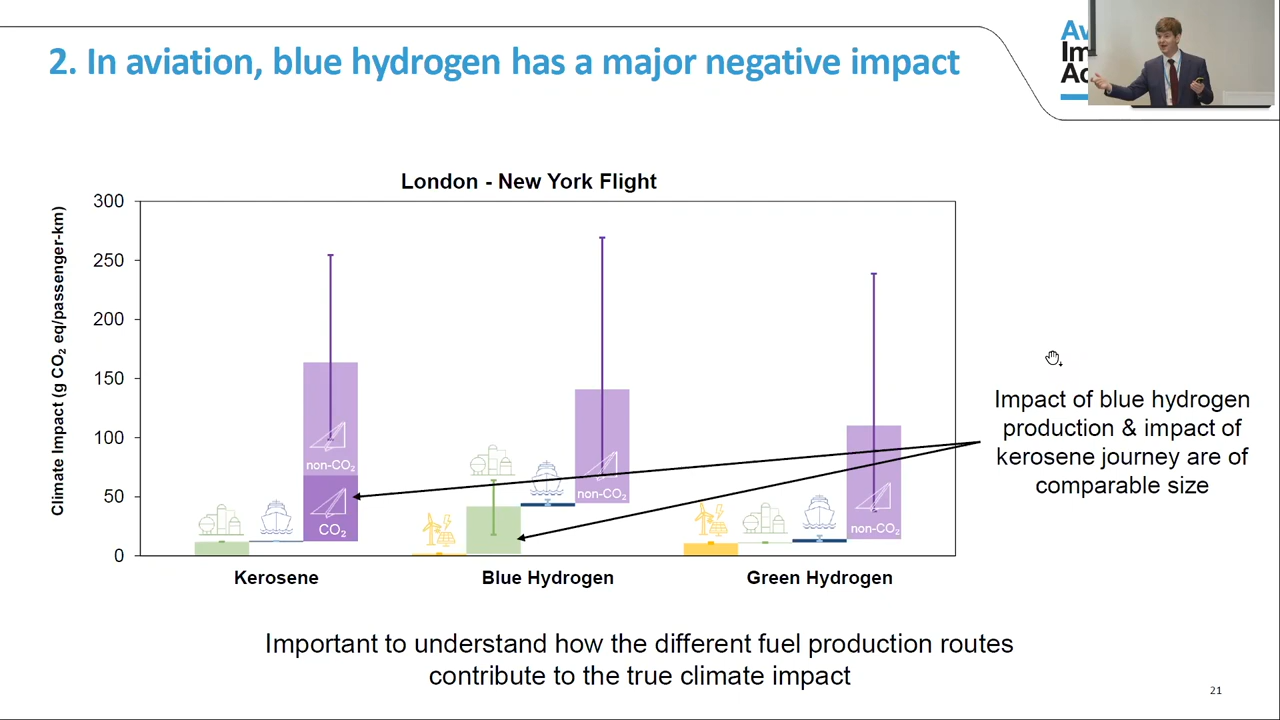 2. In aviation, blue hydrogen has a major negative impact
London - New York Flight
Climate Impact (g CO₂ eq/passenger-km)
300
250
200
150
100
50
0
non-CO₂
CO₂
non-CO₂
non-CO₂
Kerosene
Blue Hydrogen
Green Hydrogen
Impact of blue hydrogen
production & impact of
kerosene journey are of
comparable size
Important to understand how the different fuel production routes
contribute to the true climate impact
21